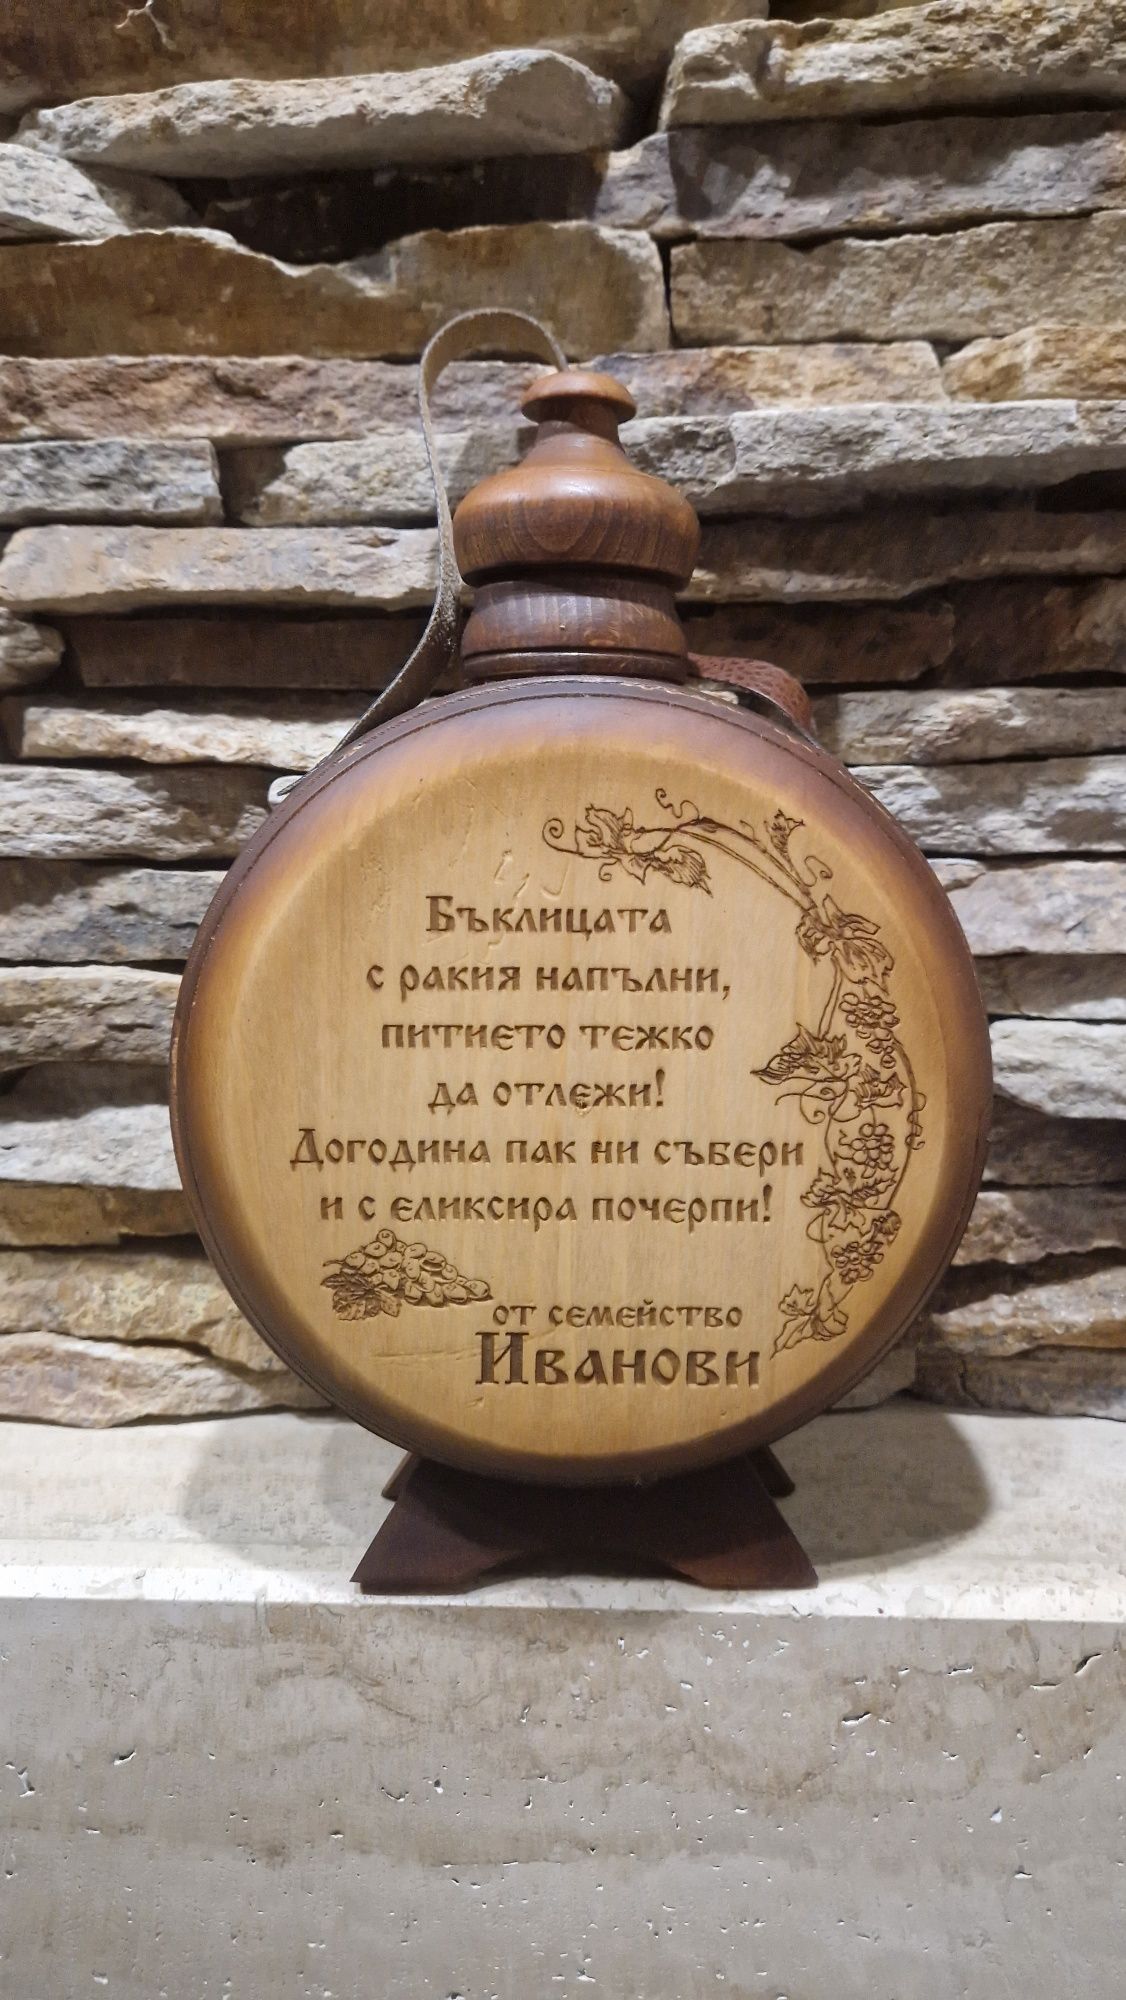 Бъклицата
с ракия напълни,
питието тежко
да отлежи!
Догодина пак ни събери
и с еликсира почерпи!
от семейство
Иванови